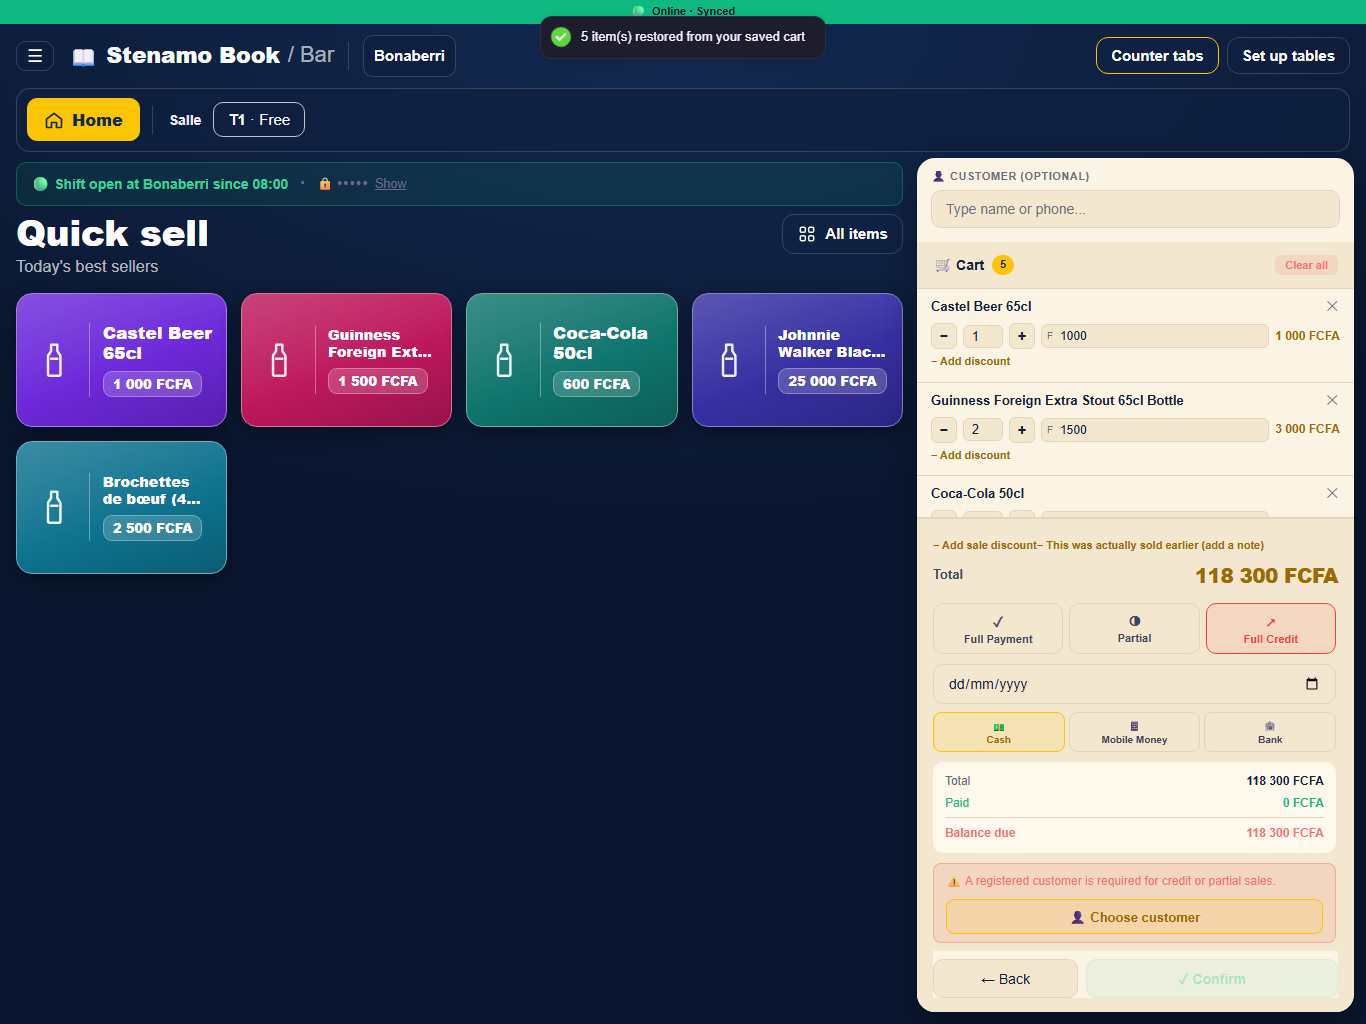 Online · Synced
5 item(s) restored from your saved cart
Stenamo Book / Bar
Bonaberri
Counter tabs
Set up tables
Home
Salle
T1 · Free
Shift open at Bonaberri since 08:00 · ••••• Show
Quick sell
Today's best sellers
All items
Castel Beer
65cl
1 000 FCFA
Guinness
Foreign Ext...
1 500 FCFA
Coca-Cola
50cl
600 FCFA
Johnnie
Walker Blac...
25 000 FCFA
Brochettes
de bœuf (4...
2 500 FCFA
CUSTOMER (OPTIONAL)
Type name or phone...
Cart 5
Clear all
Castel Beer 65cl
− 1 + F 1000 1 000 FCFA
– Add discount
Guinness Foreign Extra Stout 65cl Bottle
− 2 + F 1500 3 000 FCFA
– Add discount
Coca-Cola 50cl
– Add sale discount– This was actually sold earlier (add a note)
Total 118 300 FCFA
Full Payment
Partial
Full Credit
dd/mm/yyyy
Cash
Mobile Money
Bank
Total 118 300 FCFA
Paid 0 FCFA
Balance due 118 300 FCFA
A registered customer is required for credit or partial sales.
Choose customer
← Back
✓ Confirm